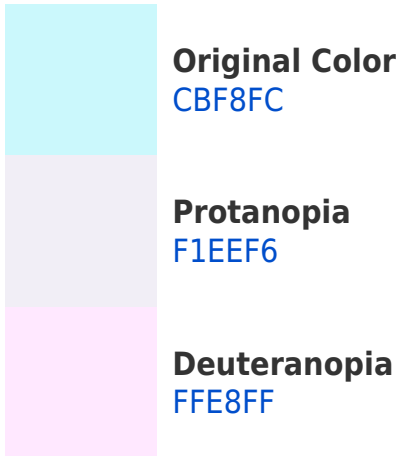 Original Color
CBF8FC
Protanopia
F1EEF6
Deuteranopia
FFE8FF